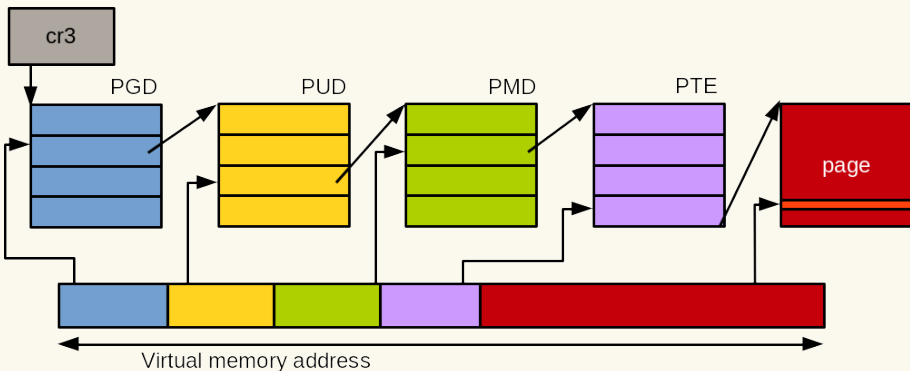 cr3
PGD
PUD
PMD
PTE
page
Virtual memory address